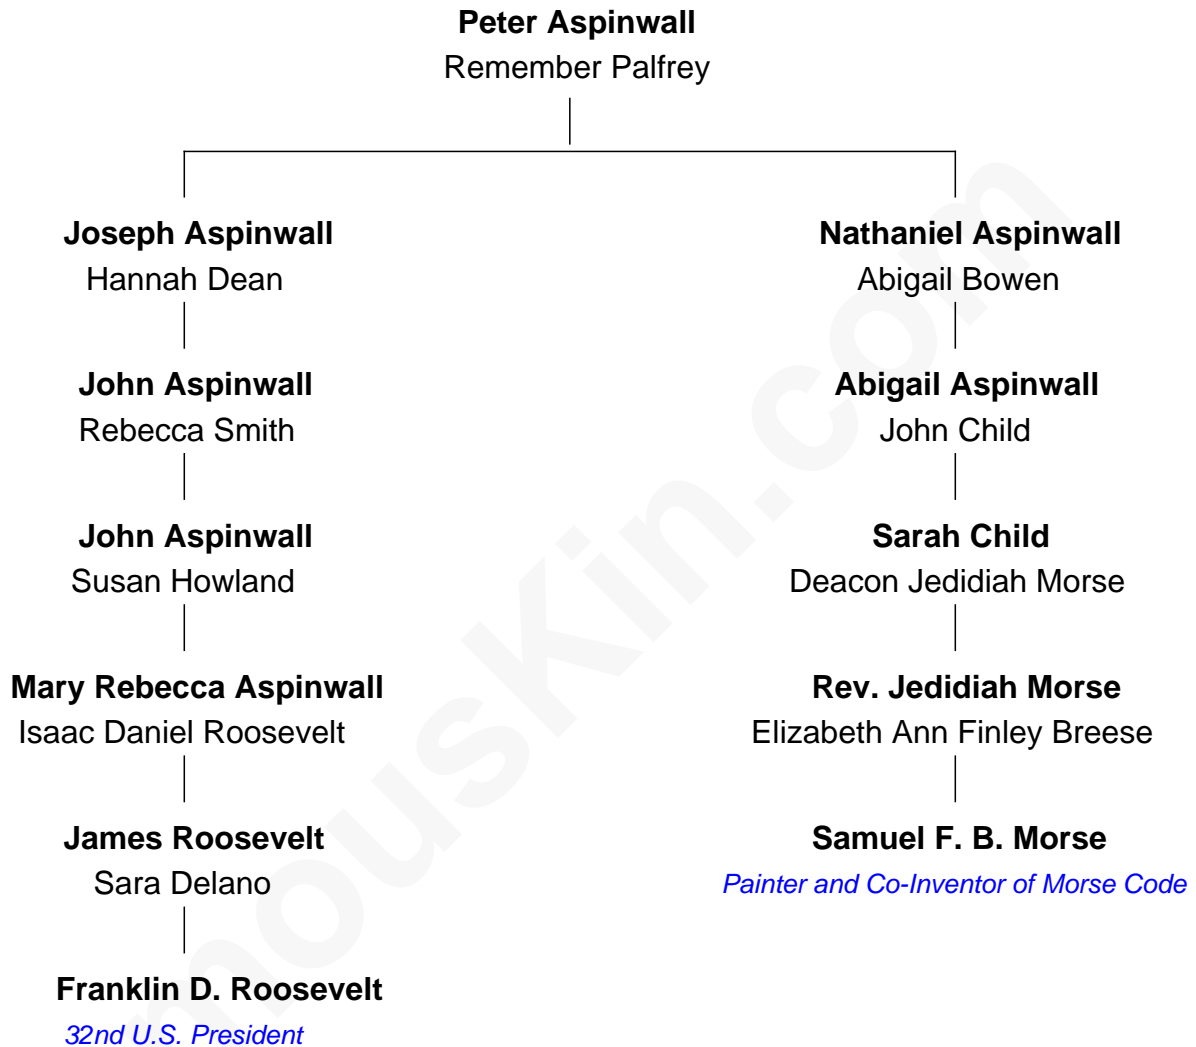 Peter Aspinwall
Remember Palfrey
Joseph Aspinwall
Hannah Dean
John Aspinwall
Rebecca Smith
John Aspinwall
Susan Howland
Mary Rebecca Aspinwall
Isaac Daniel Roosevelt
James Roosevelt
Sara Delano
Franklin D. Roosevelt
32nd U.S. President
Nathaniel Aspinwall
Abigail Bowen
Abigail Aspinwall
John Child
Sarah Child
Deacon Jedidiah Morse
Rev. Jedidiah Morse
Elizabeth Ann Finley Breese
Samuel F. B. Morse
Painter and Co-Inventor of Morse Code
mouskin.com